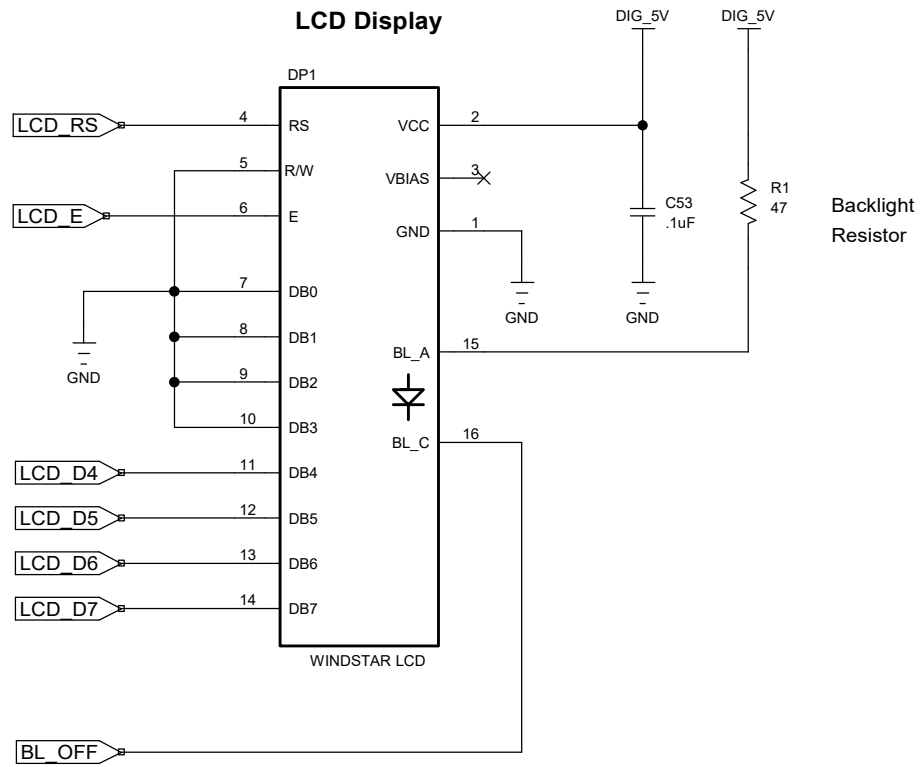 LCD Display
DIG_5V
DIG_5V
DP1
LCD_RS
4
RS
VCC
2
5
R/W
VBIAS
3
R1
47
Backlight
Resistor
C53
.1uF
LCD_E
6
E
GND
1
7
DB0
GND
GND
8
DB1
BL_A
15
GND
9
DB2
10
DB3
BL_C
16
LCD_D4
11
DB4
LCD_D5
12
DB5
LCD_D6
13
DB6
LCD_D7
14
DB7
WINDSTAR LCD
BL_OFF